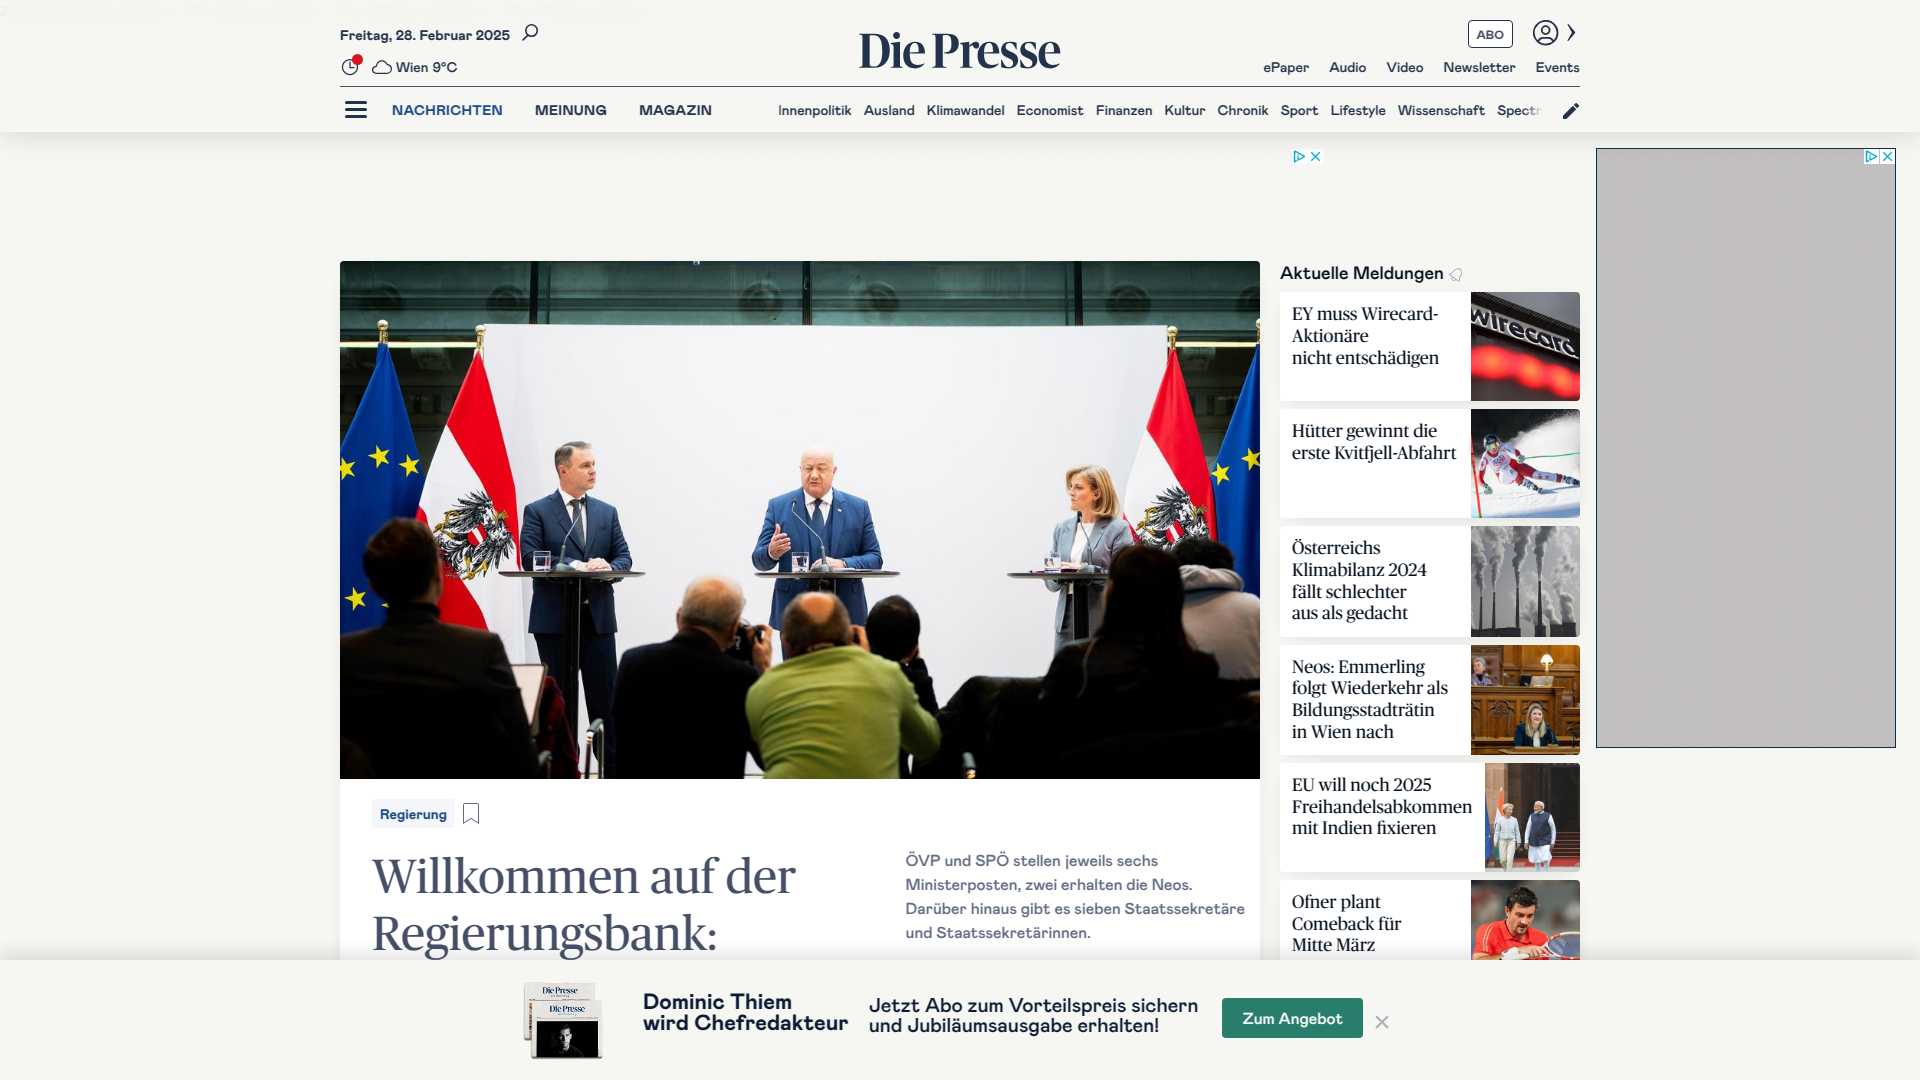 Freitag, 28. Februar 2025
Wien 9°C
Die Presse
ABO
ePaper Audio Video Newsletter Events
NACHRICHTEN MEINUNG MAGAZIN
Innenpolitik Ausland Klimawandel Economist Finanzen Kultur Chronik Sport Lifestyle Wissenschaft
Regierung
Willkommen auf der
Regierungsbank:
ÖVP und SPÖ stellen jeweils sechs
Ministerposten, zwei erhalten die Neos.
Darüber hinaus gibt es sieben Staatssekretäre
und Staatssekretärinnen.
Aktuelle Meldungen
EY muss Wirecard-
Aktionäre
nicht entschädigen
wirecard
Hütter gewinnt die
erste Kvitfjell-Abfahrt
Österreichs
Klimabilanz 2024
fällt schlechter
aus als gedacht
Neos: Emmerling
folgt Wiederkehr als
Bildungsstadträtin
in Wien nach
EU will noch 2025
Freihandelsabkommen
mit Indien fixieren
Ofner plant
Comeback für
Mitte März
Die Presse
Die Presse
Dominic Thiem
wird Chefredakteur
Jetzt Abo zum Vorteilspreis sichern
und Jubiläumsausgabe erhalten!
Zum Angebot